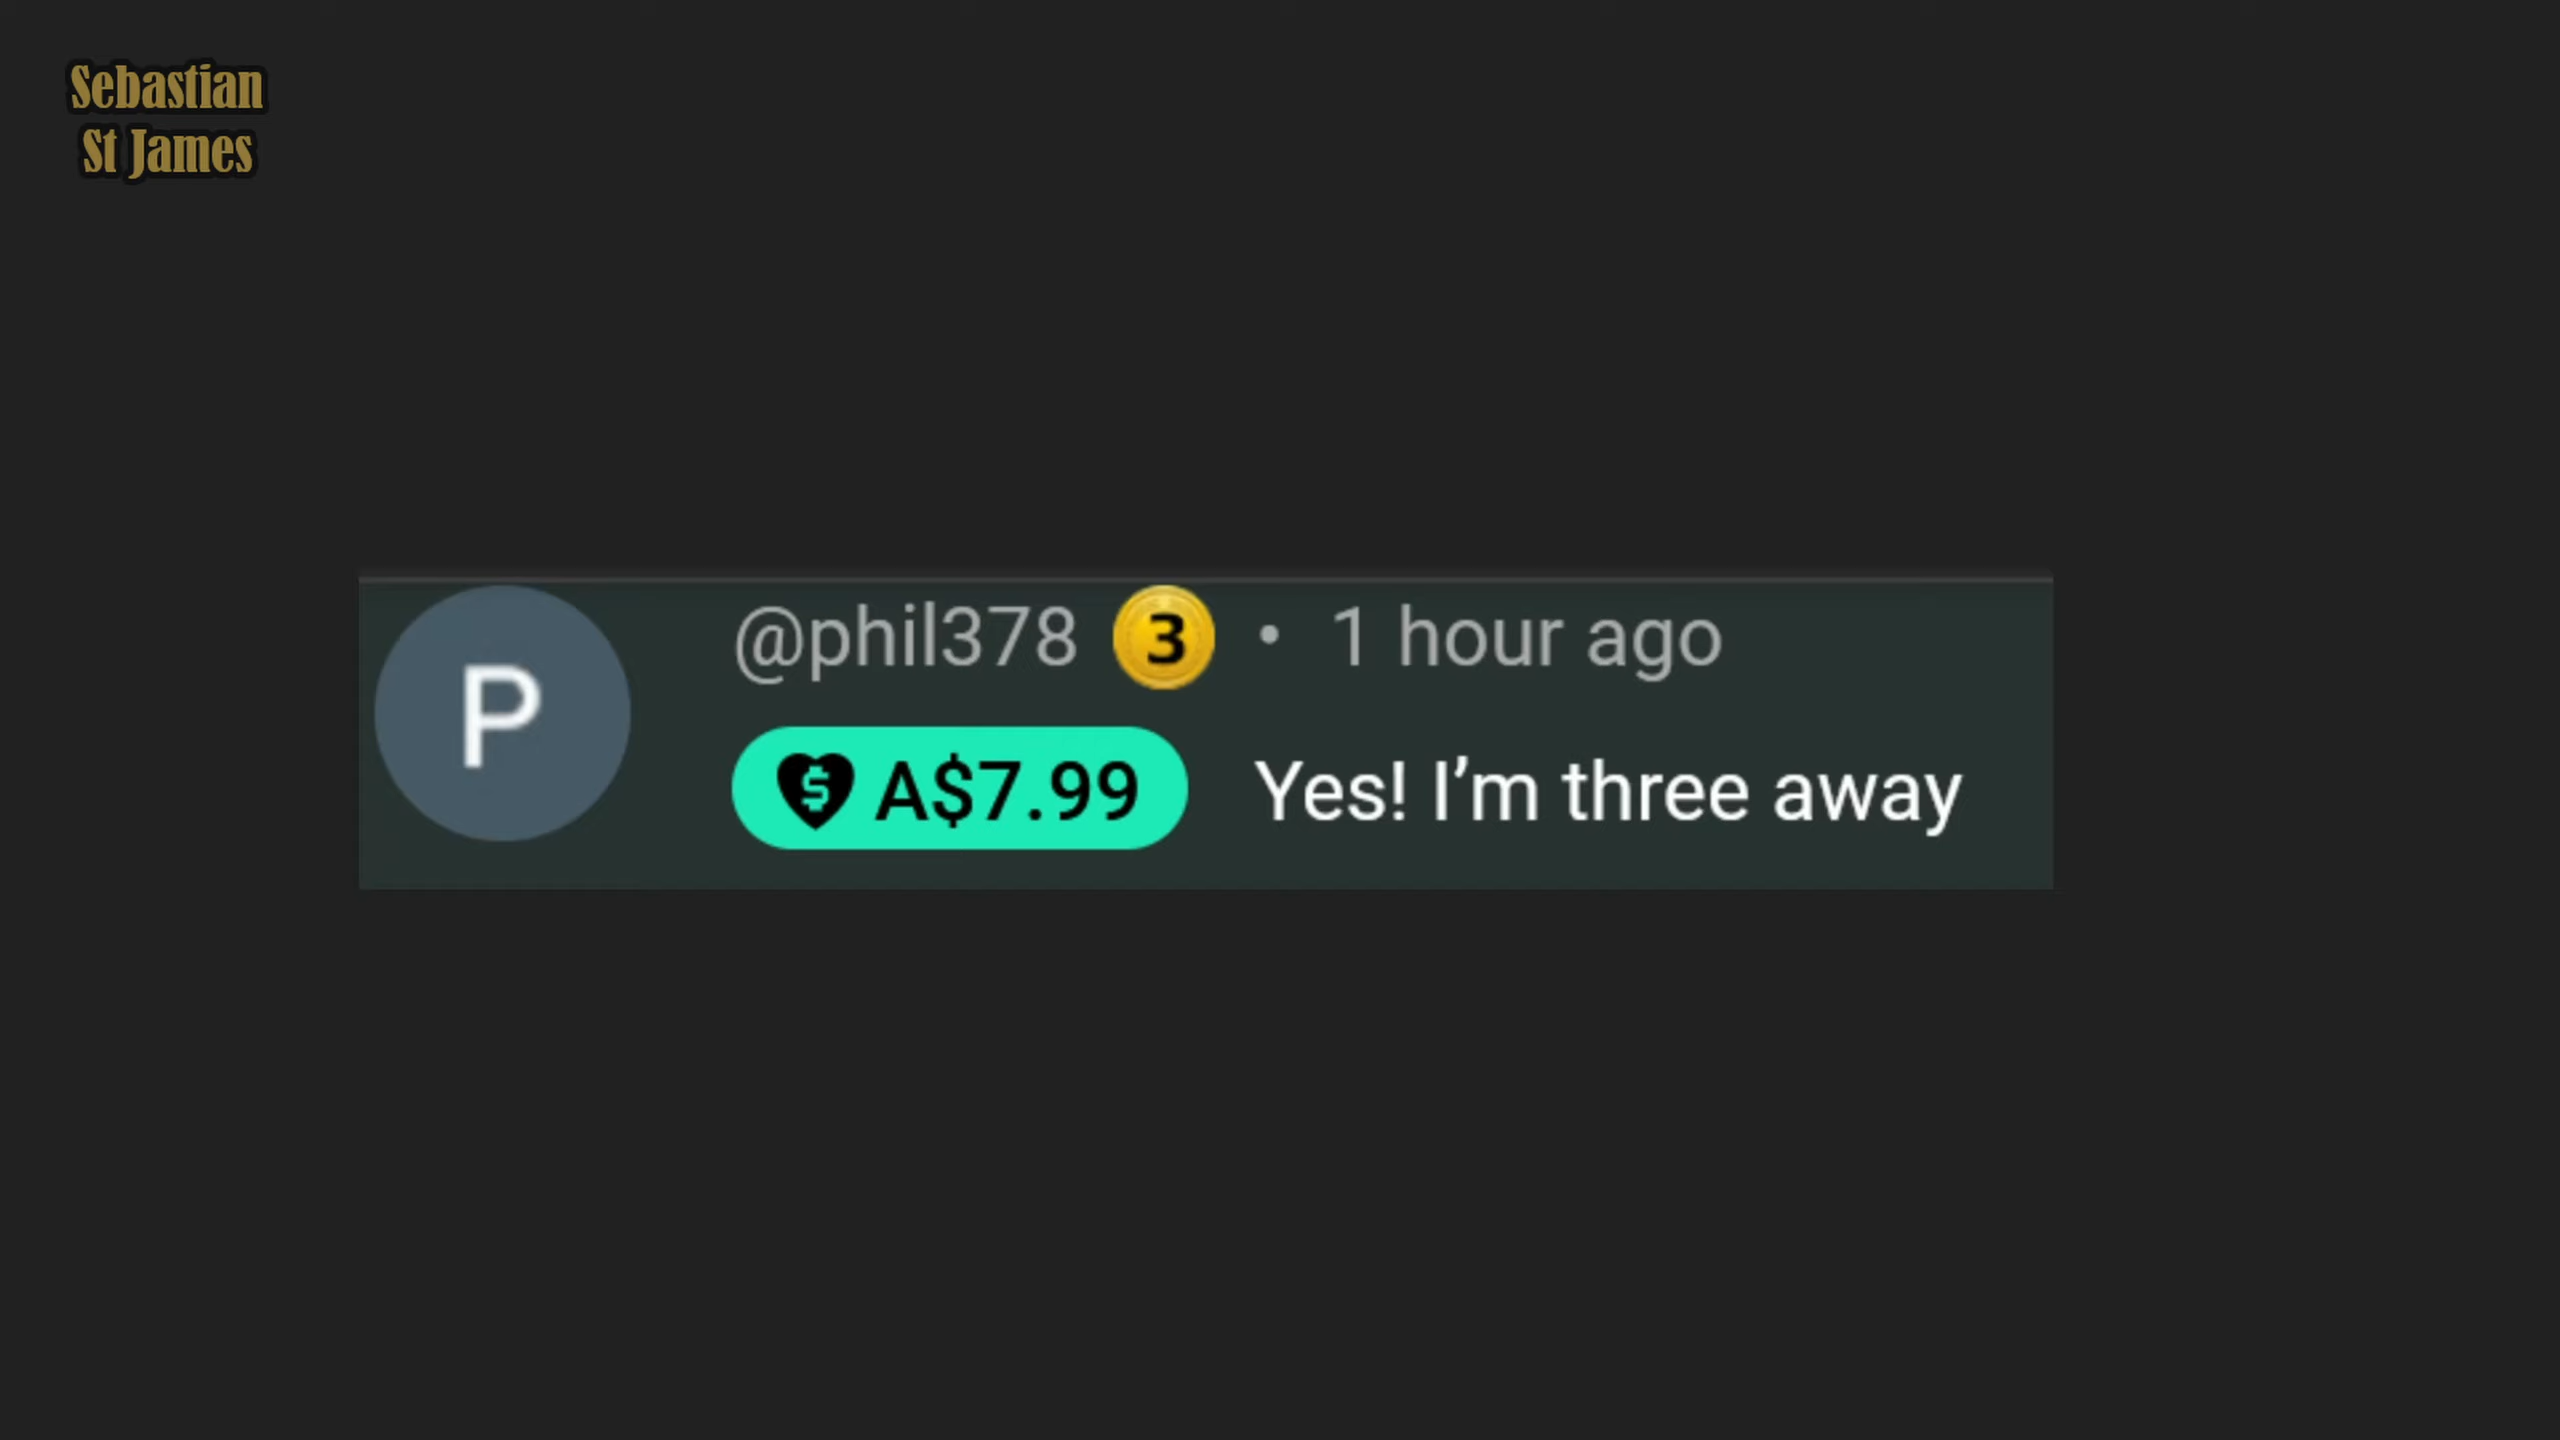 Sebastian
St James
@phil378 3 • 1 hour ago
P
$ A$7.99 Yes! I’m three away